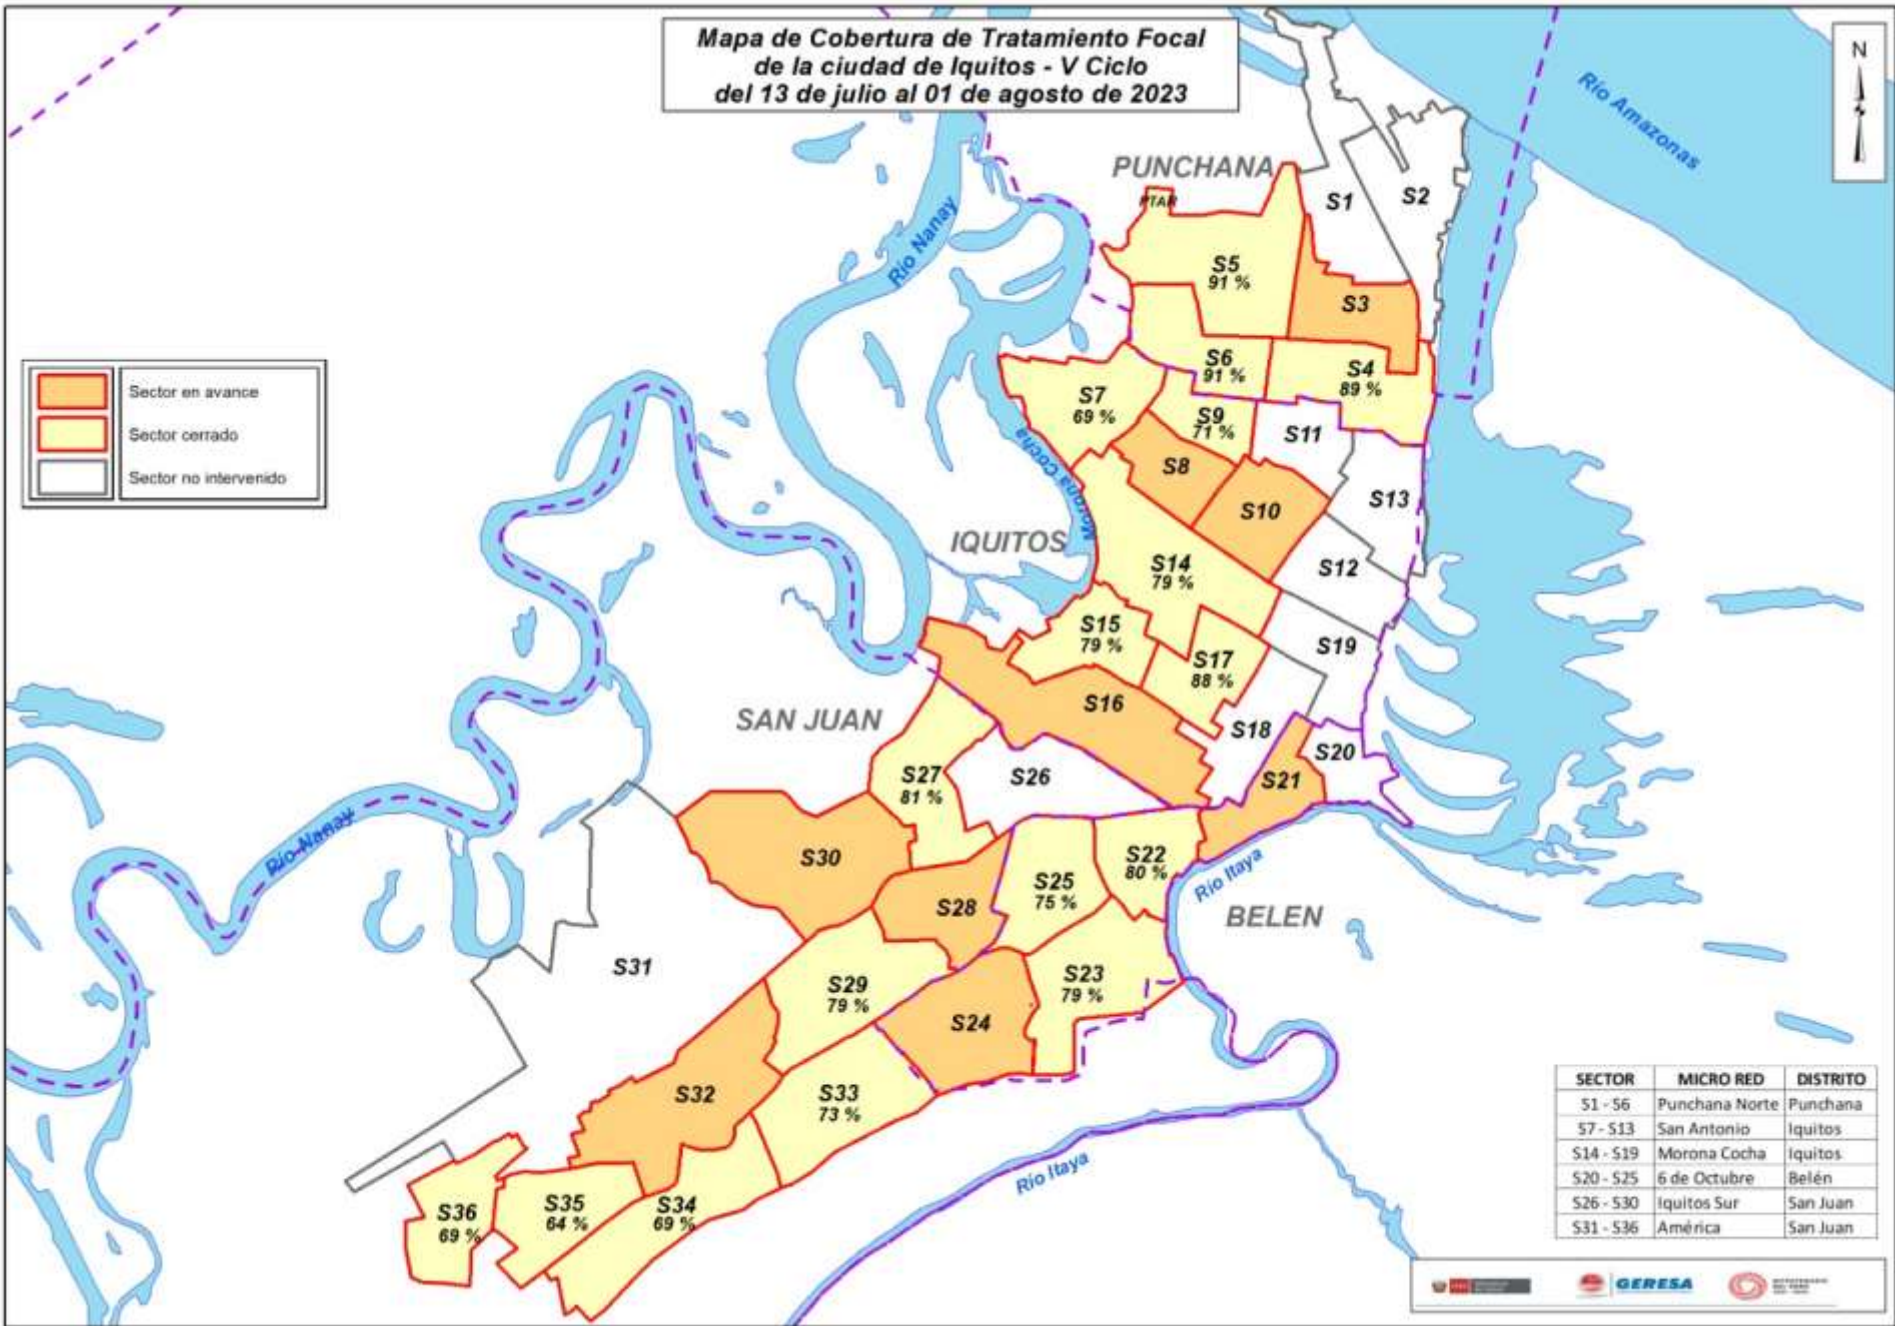 Mapa de Cobertura de Tratamiento Focal
de la ciudad de Iquitos - V Ciclo
del 13 de julio al 01 de agosto de 2023
N
Río Amazonas
PUNCHANA
PTAR
S1
S2
Río Nanay
S5
91 %
S3
S6
91 %
S4
89 %
Sector en avance
Sector cerrado
Sector no intervenido
S7
69 %
S9
71 %
S11
Morona Cocha
S8
S10
S13
IQUITOS
S14
79 %
S12
S15
79 %
S17
88 %
S19
SAN JUAN
S16
S18
S20
S27
81 %
S26
S21
Río Nanay
S30
S25
75 %
S22
80 %
Río Itaya
S28
BELEN
S31
S29
79 %
S23
79 %
S24
S32
S33
73 %
Río Itaya
S36
69 %
S35
64 %
S34
69 %
SECTOR MICRO RED DISTRITO
S1 - S6 Punchana Norte Punchana
S7 - S13 San Antonio Iquitos
S14 - S19 Morona Cocha Iquitos
S20 - S25 6 de Octubre Belén
S26 - S30 Iquitos Sur San Juan
S31 - S36 América San Juan
GERESA